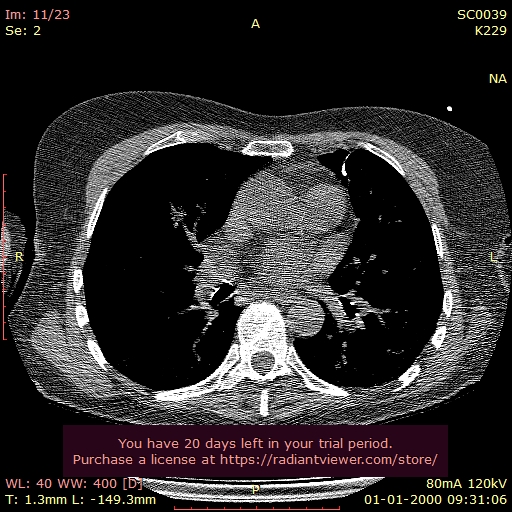 Im: 11/23
Se: 2
A
SC0039
K229
NA
R
L
You have 20 days left in your trial period.
Purchase a license at https://radiantviewer.com/store/
WL: 40 WW: 400 [D]
T: 1.3mm L: -149.3mm
P
80mA 120kV
01-01-2000 09:31:06